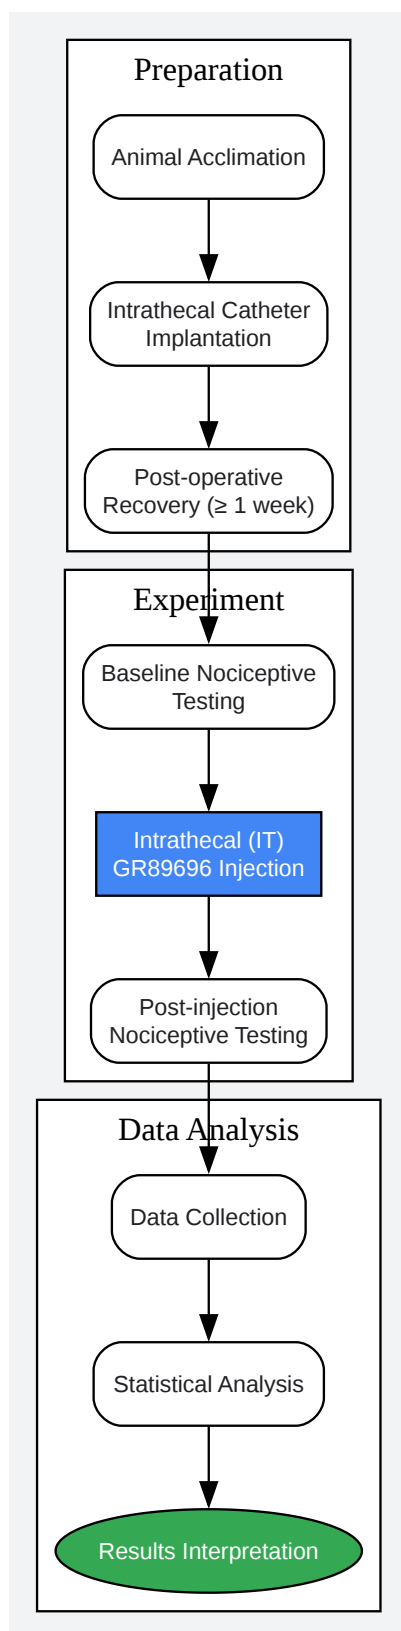 Preparation
Animal Acclimation
Intrathecal Catheter
Implantation
Post-operative
Recovery (≥ 1 week)
Experiment
Baseline Nociceptive
Testing
Intrathecal (IT)
GR89696 Injection
Post-injection
Nociceptive Testing
Data Analysis
Data Collection
Statistical Analysis
Results Interpretation